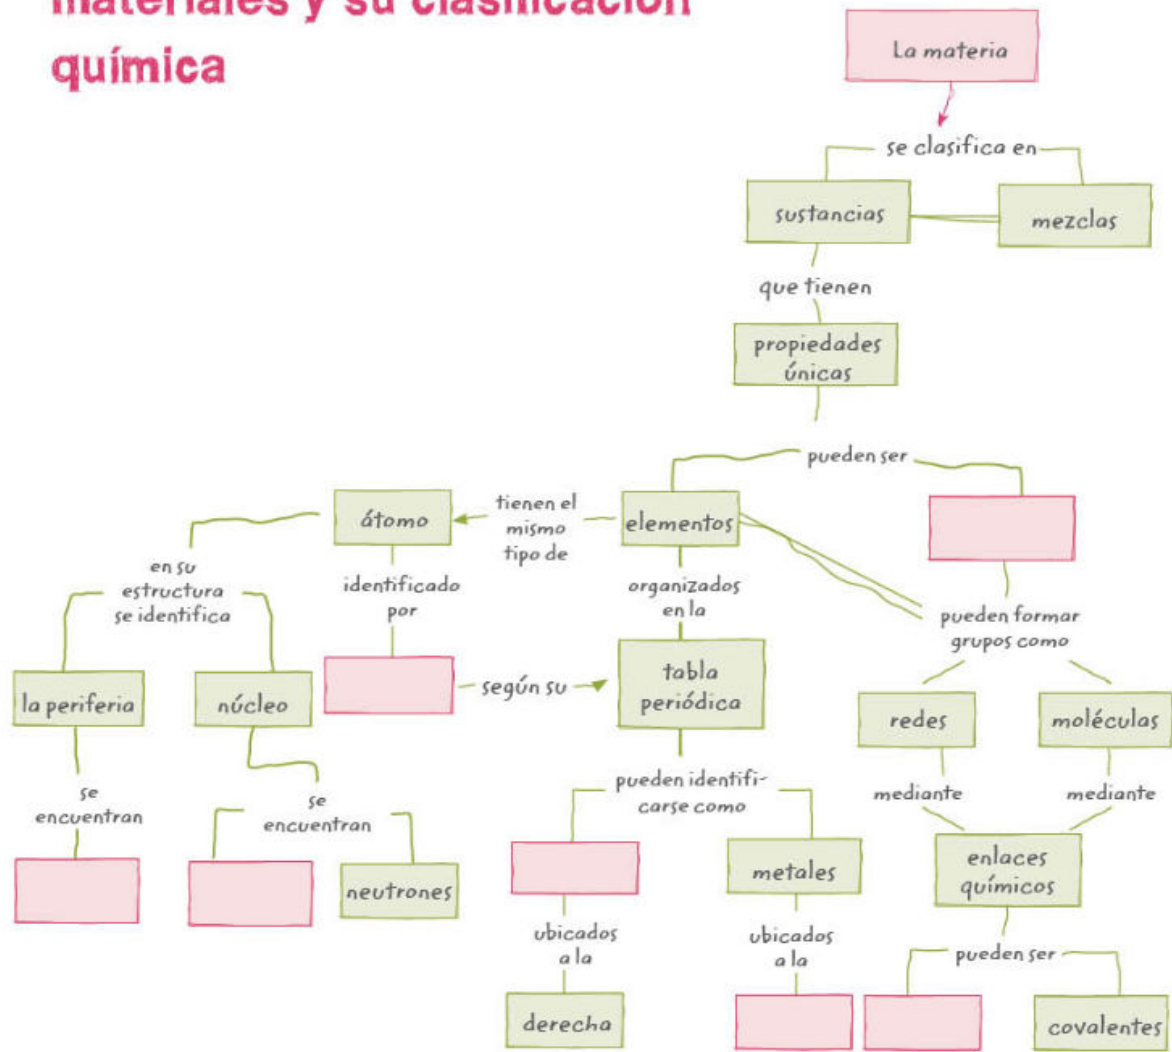 materiales y su clasificación
química
La materia
se clasifica en
sustancias
mezclas
que tienen
propiedades
únicas
pueden ser
átomo
tienen el
mismo
tipo de
elementos
en su
estructura
se identifica
identificado
por
organizados
en la
pueden formar
grupos como
la periferia
núcleo
según su
tabla
periódica
redes
moléculas
se
encuentran
se
encuentran
pueden identifi-
carse como
mediante
mediante
neutrones
metales
enlaces
químicos
ubicados
a la
ubicados
a la
pueden ser
derecha
covalentes